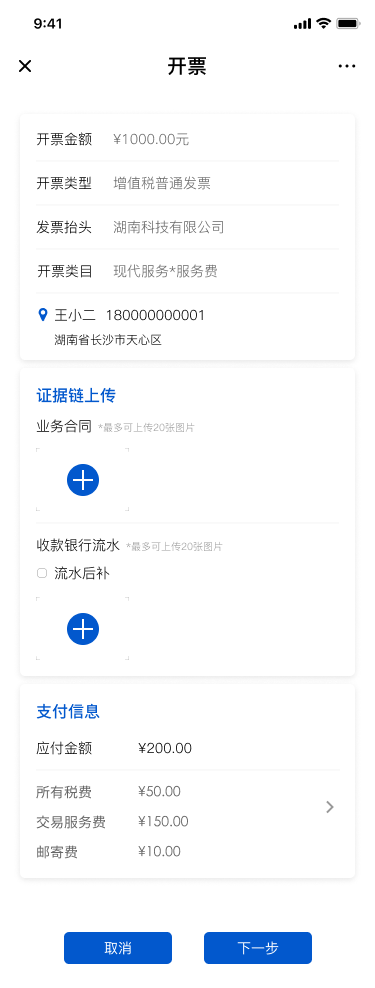 9:41
开票
开票金额 ¥1000.00元
开票类型 增值税普通发票
发票抬头 湖南科技有限公司
开票类目 现代服务*服务费
王小二 180000000001
湖南省长沙市天心区
证据链上传
业务合同 *最多可上传20张图片
收款银行流水 *最多可上传20张图片
流水后补
支付信息
应付金额 ¥200.00
所有税费 ¥50.00
交易服务费 ¥150.00
邮寄费 ¥10.00
取消 下一步